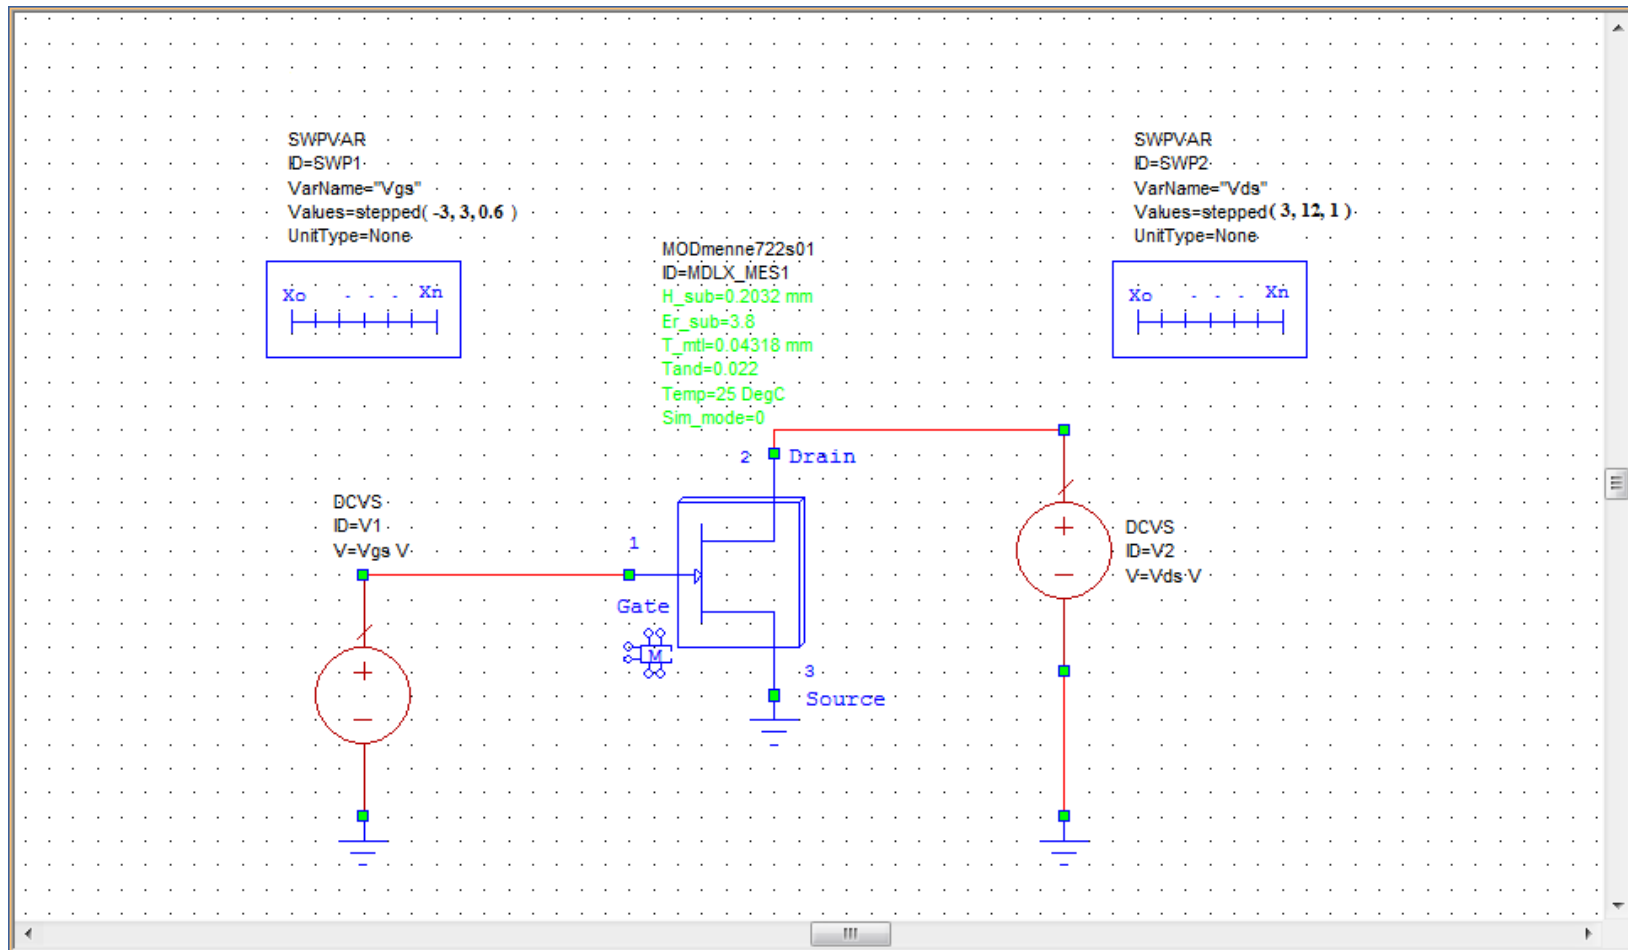 SWPVAR
ID=SWP1
VarName="Vgs"
Values=stepped( -3, 3, 0.6 )
UnitType=None
Xo - - - Xn
SWPVAR
ID=SWP2
VarName="Vds"
Values=stepped( 3, 12, 1 )
UnitType=None
Xo - - - Xn
MODmenne722s01
ID=MDLX_MES1
H_sub=0.2032 mm
Er_sub=3.8
T_mtl=0.04318 mm
Tand=0.022
Temp=25 DegC
Sim_mode=0
2 Drain
DCVS
ID=V1
V=Vgs V
1
Gate
M
3
Source
DCVS
ID=V2
V=Vds V